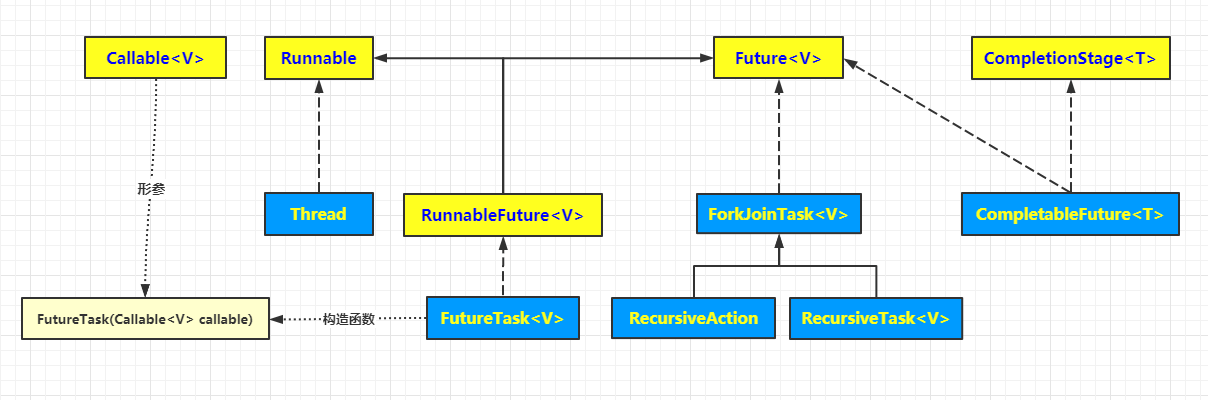 Callable<V>
Runnable
Future<V>
CompletionStage<T>
形参
Thread
RunnableFuture<V>
ForkJoinTask<V>
CompletableFuture<T>
FutureTask(Callable<V> callable)
构造函数
FutureTask<V>
RecursiveAction
RecursiveTask<V>